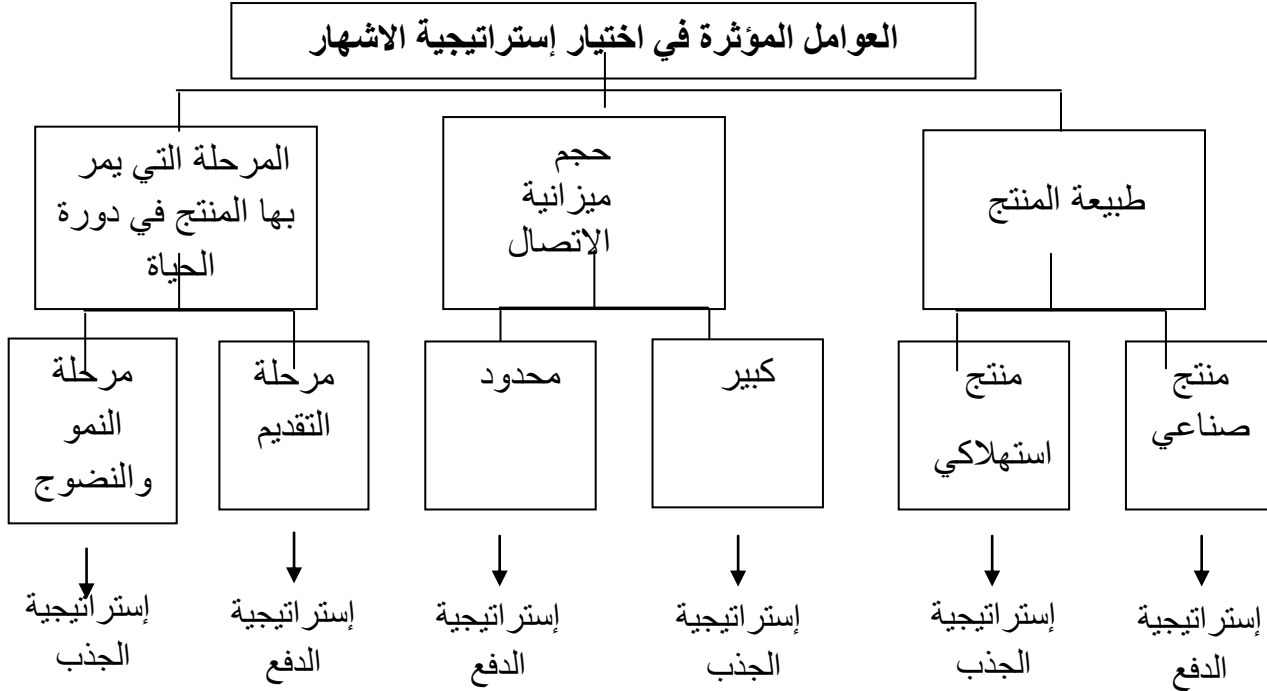 العوامل المؤثرة في اختيار إستراتيجية الاشهار
طبيعة المنتج
حجم
ميزانية
الاتصال
المرحلة التي يمر
بها المنتج في دورة
الحياة
منتج
صناعي
منتج
استهلاكي
كبير
محدود
مرحلة
التقديم
مرحلة
النمو
والنضوج
إستراتيجية
الدفع
إستراتيجية
الجذب
إستراتيجية
الجذب
إستراتيجية
الدفع
إستراتيجية
الدفع
إستراتيجية
الجذب